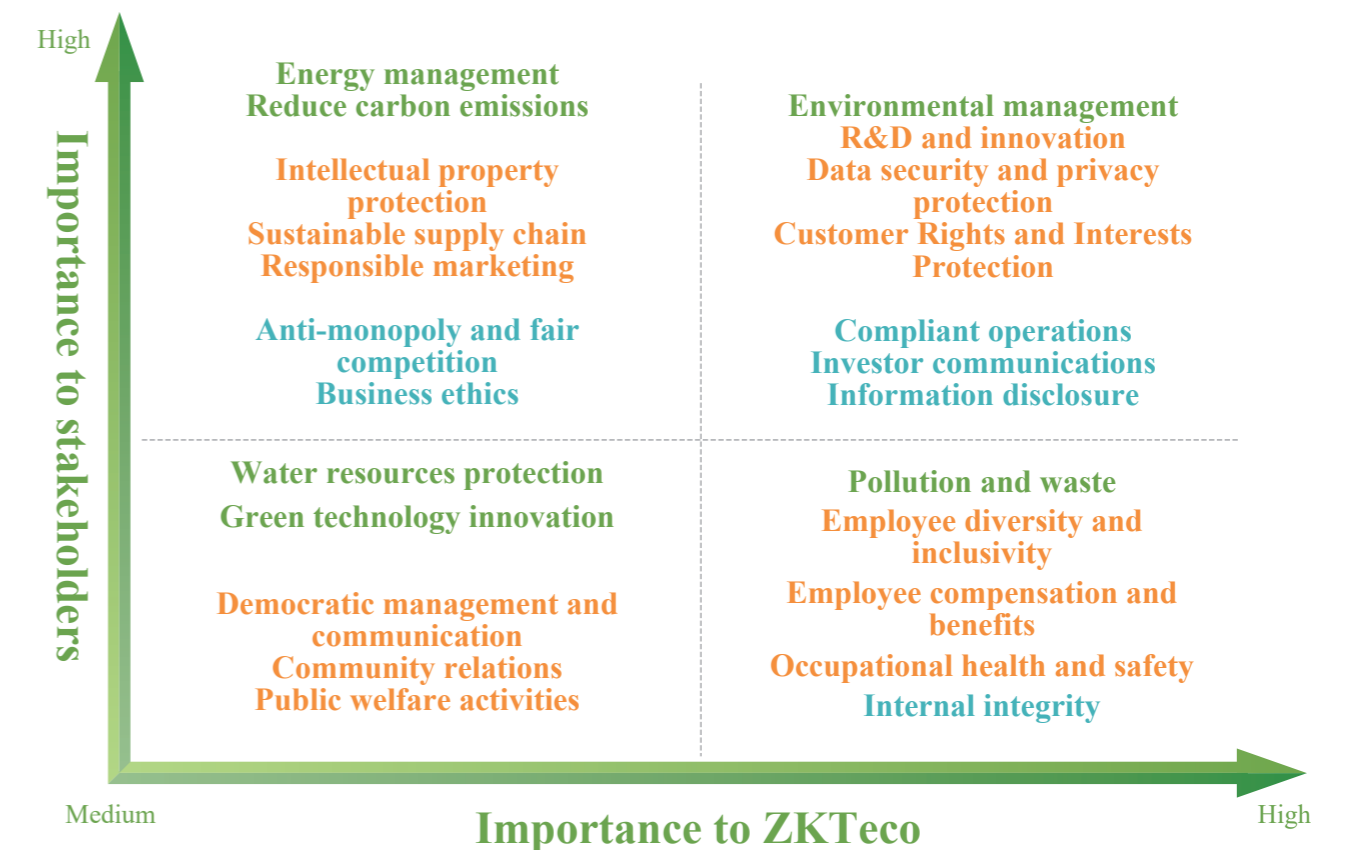 High
Importance to stakeholders
Energy management
Reduce carbon emissions
Intellectual property
protection
Sustainable supply chain
Responsible marketing
Anti-monopoly and fair
competition
Business ethics
Environmental management
R&D and innovation
Data security and privacy
protection
Customer Rights and Interests
Protection
Compliant operations
Investor communications
Information disclosure
Water resources protection
Green technology innovation
Democratic management and
communication
Community relations
Public welfare activities
Pollution and waste
Employee diversity and
inclusivity
Employee compensation and
benefits
Occupational health and safety
Internal integrity
Medium
Importance to ZKTeco
High